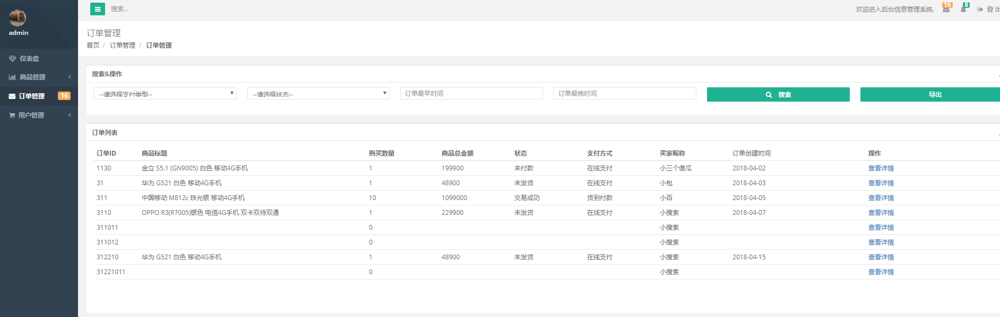 搜索...
欢迎进入后台信息管理系统.
16
8
登出
admin
仪表盘
商品管理
订单管理 16
用户管理
订单管理
首页 / 订单管理 / 订单管理
搜索&操作
--请选择支付类型-- --请选择状态-- 订单最早时间 订单最晚时间 搜索 导出
订单列表
订单ID 商品标题 购买数量 商品总金额 状态 支付方式 买家昵称 订单创建时间 操作
1130 金立 S5.1 (GN9005) 白色 移动4G手机 1 199900 未付款 在线支付 小三个傻瓜 2018-04-02 查看详情
31 华为 G521 白色 移动4G手机 1 48900 未发货 在线支付 小包 2018-04-03 查看详情
311 中国移动 M812c 珠光银 移动4G手机 10 1099000 交易成功 货到付款 小百 2018-04-05 查看详情
3110 OPPO R3(R7005)银色 电信4G手机 双卡双待双通 1 229900 未发货 在线支付 小搜索 2018-04-07 查看详情
311011 0 小搜索 查看详情
311012 0 小搜索 查看详情
312210 华为 G521 白色 移动4G手机 1 48900 未发货 在线支付 小搜索 2018-04-15 查看详情
31221011 0 小搜索 查看详情